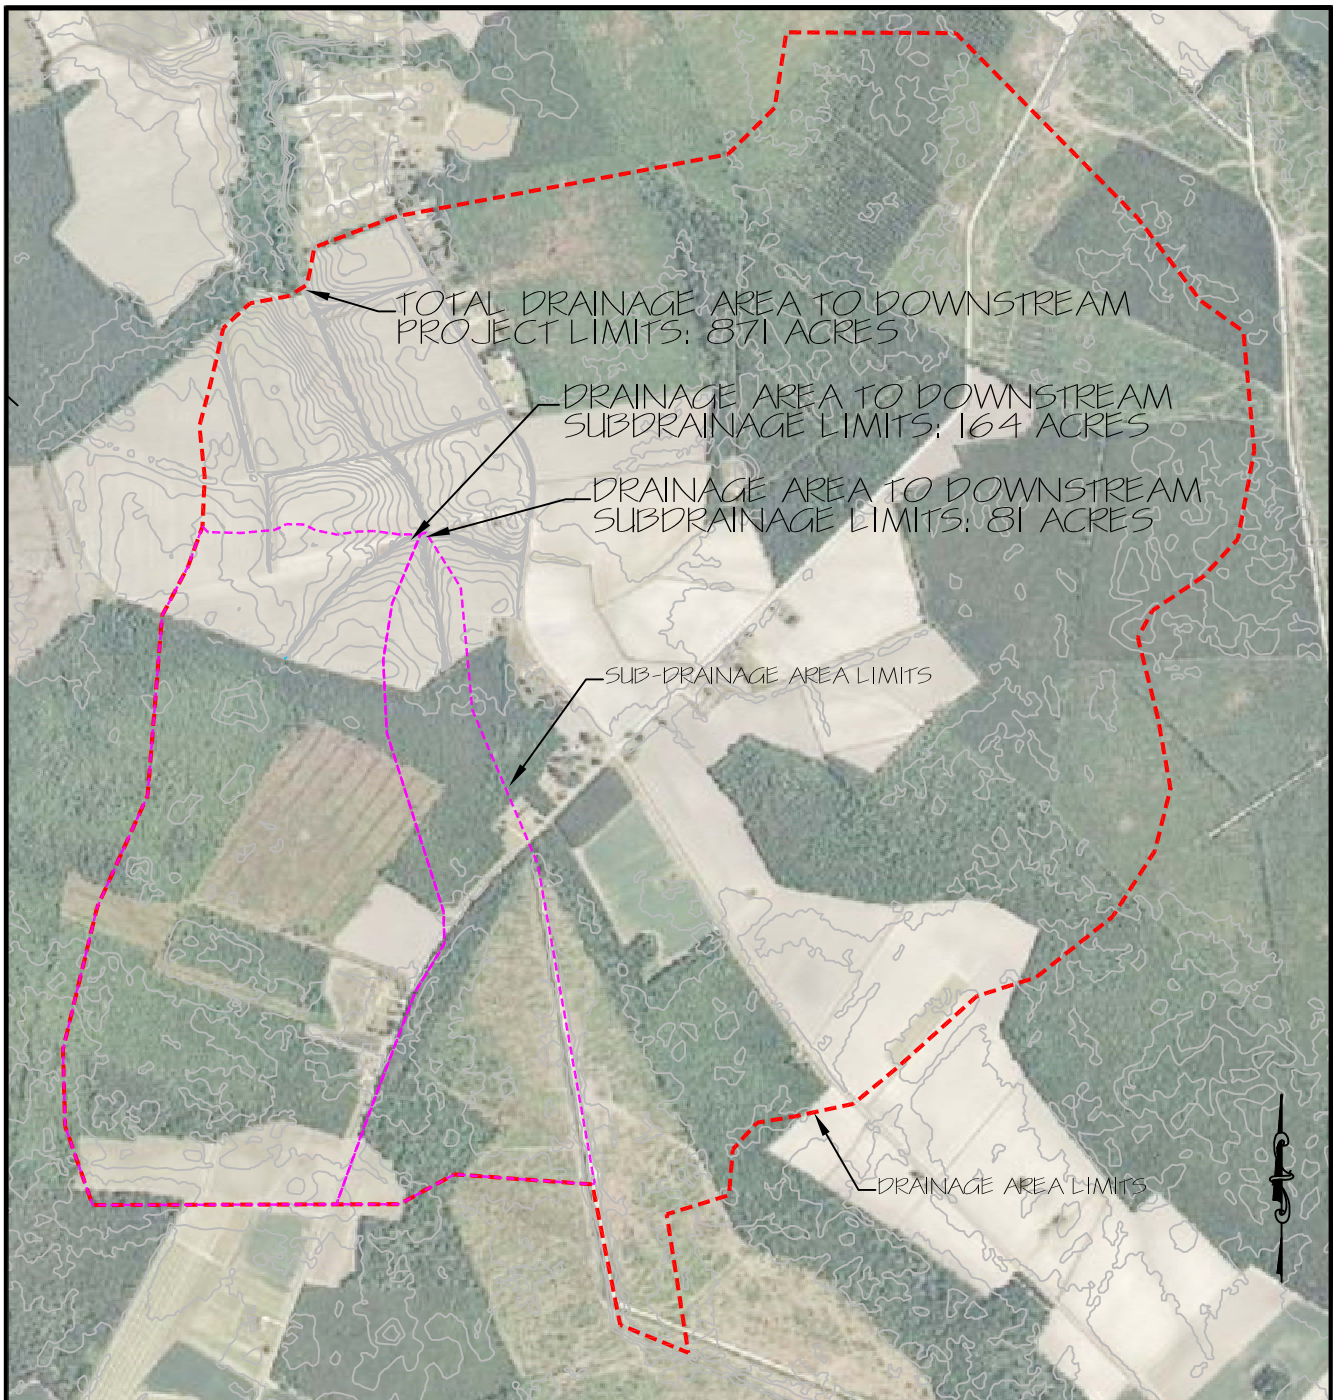 TOTAL DRAINAGE AREA TO DOWNSTREAM
PROJECT LIMITS: 871 ACRES
DRAINAGE AREA TO DOWNSTREAM
SUBDRAINAGE LIMITS: 164 ACRES
DRAINAGE AREA TO DOWNSTREAM
SUBDRAINAGE LIMITS: 81 ACRES
SUB-DRAINAGE AREA LIMITS
DRAINAGE AREA LIMITS